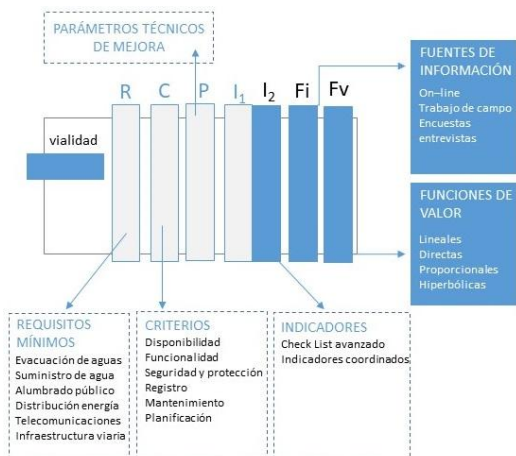 PARÁMETROS TÉCNICOS
DE MEJORA
R C P I1 I2 Fi Fv
vialidad
FUENTES DE
INFORMACIÓN
On–line
Trabajo de campo
Encuestas
entrevistas
FUNCIONES DE
VALOR
Lineales
Directas
Proporcionales
Hiperbólicas
REQUISITOS
MÍNIMOS
Evacuación de aguas
Suministro de agua
Alumbrado público
Distribución energía
Telecomunicaciones
Infraestructura viaria
CRITERIOS
Disponibilidad
Funcionalidad
Seguridad y protección
Registro
Mantenimiento
Planificación
INDICADORES
Check List avanzado
Indicadores coordinados